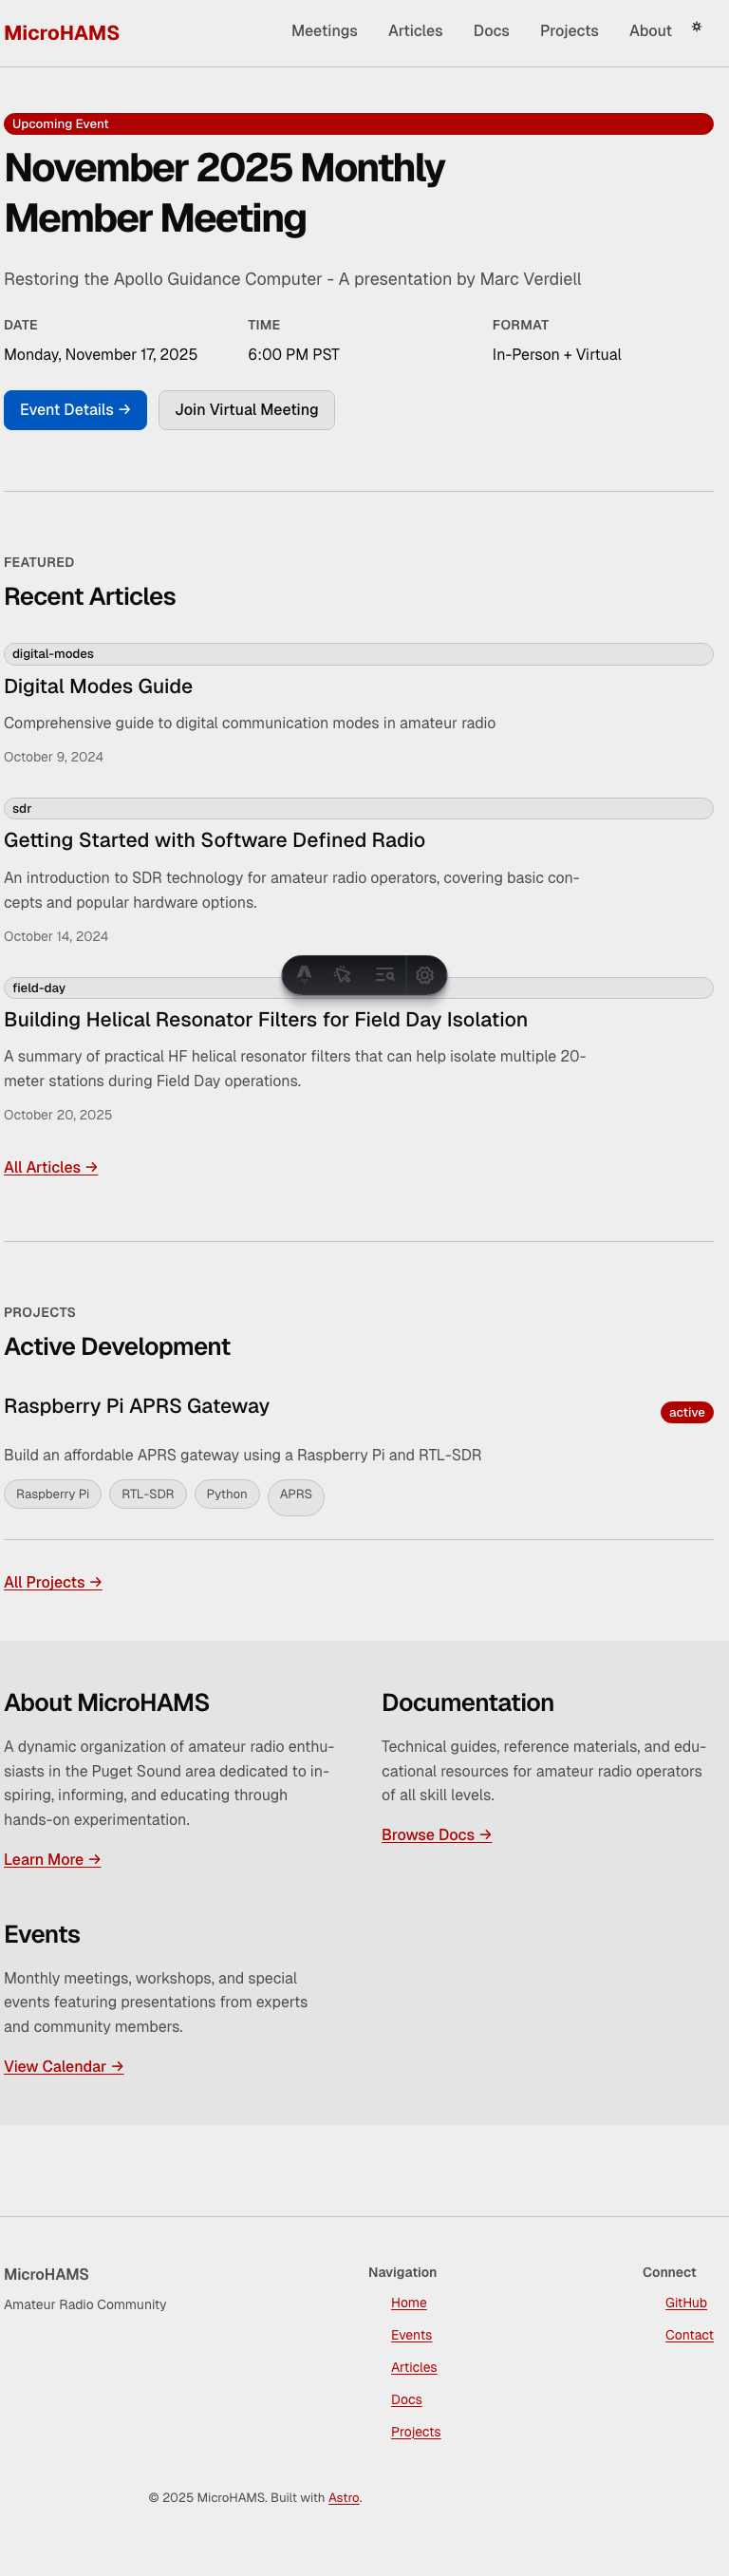 MicroHAMS
Meetings Articles Docs Projects About
Upcoming Event
November 2025 Monthly
Member Meeting
Restoring the Apollo Guidance Computer - A presentation by Marc Verdiell
DATE TIME FORMAT
Monday, November 17, 2025 6:00 PM PST In-Person + Virtual
Event Details → Join Virtual Meeting
FEATURED
Recent Articles
digital-modes
Digital Modes Guide
Comprehensive guide to digital communication modes in amateur radio
October 9, 2024
sdr
Getting Started with Software Defined Radio
An introduction to SDR technology for amateur radio operators, covering basic con-
cepts and popular hardware options.
October 14, 2024
field-day
Building Helical Resonator Filters for Field Day Isolation
A summary of practical HF helical resonator filters that can help isolate multiple 20-
meter stations during Field Day operations.
October 20, 2025
All Articles →
PROJECTS
Active Development
Raspberry Pi APRS Gateway
active
Build an affordable APRS gateway using a Raspberry Pi and RTL-SDR
Raspberry Pi RTL-SDR Python APRS
All Projects →
About MicroHAMS
A dynamic organization of amateur radio enthu-
siasts in the Puget Sound area dedicated to in-
spiring, informing, and educating through
hands-on experimentation.
Learn More →
Documentation
Technical guides, reference materials, and edu-
cational resources for amateur radio operators
of all skill levels.
Browse Docs →
Events
Monthly meetings, workshops, and special
events featuring presentations from experts
and community members.
View Calendar →
MicroHAMS
Amateur Radio Community
Navigation
Home
Events
Articles
Docs
Projects
Connect
GitHub
Contact
© 2025 MicroHAMS. Built with Astro.